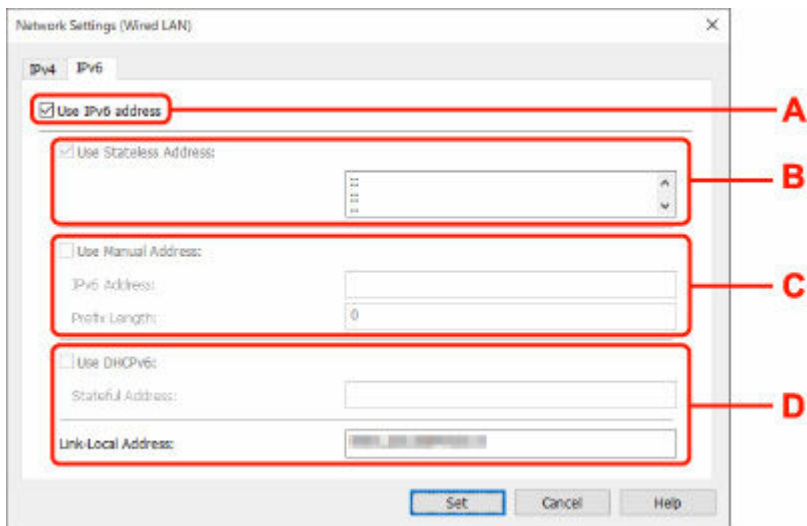 Network Settings (Wired LAN)
IPv4 IPv6
Use IPv6 address
A
Use Stateless Address:
::
::
::
B
Use Manual Address:
IPv6 Address:
Prefix Length: 0
C
Use DHCPv6:
Stateful Address:
D
Link-Local Address:
Set Cancel Help